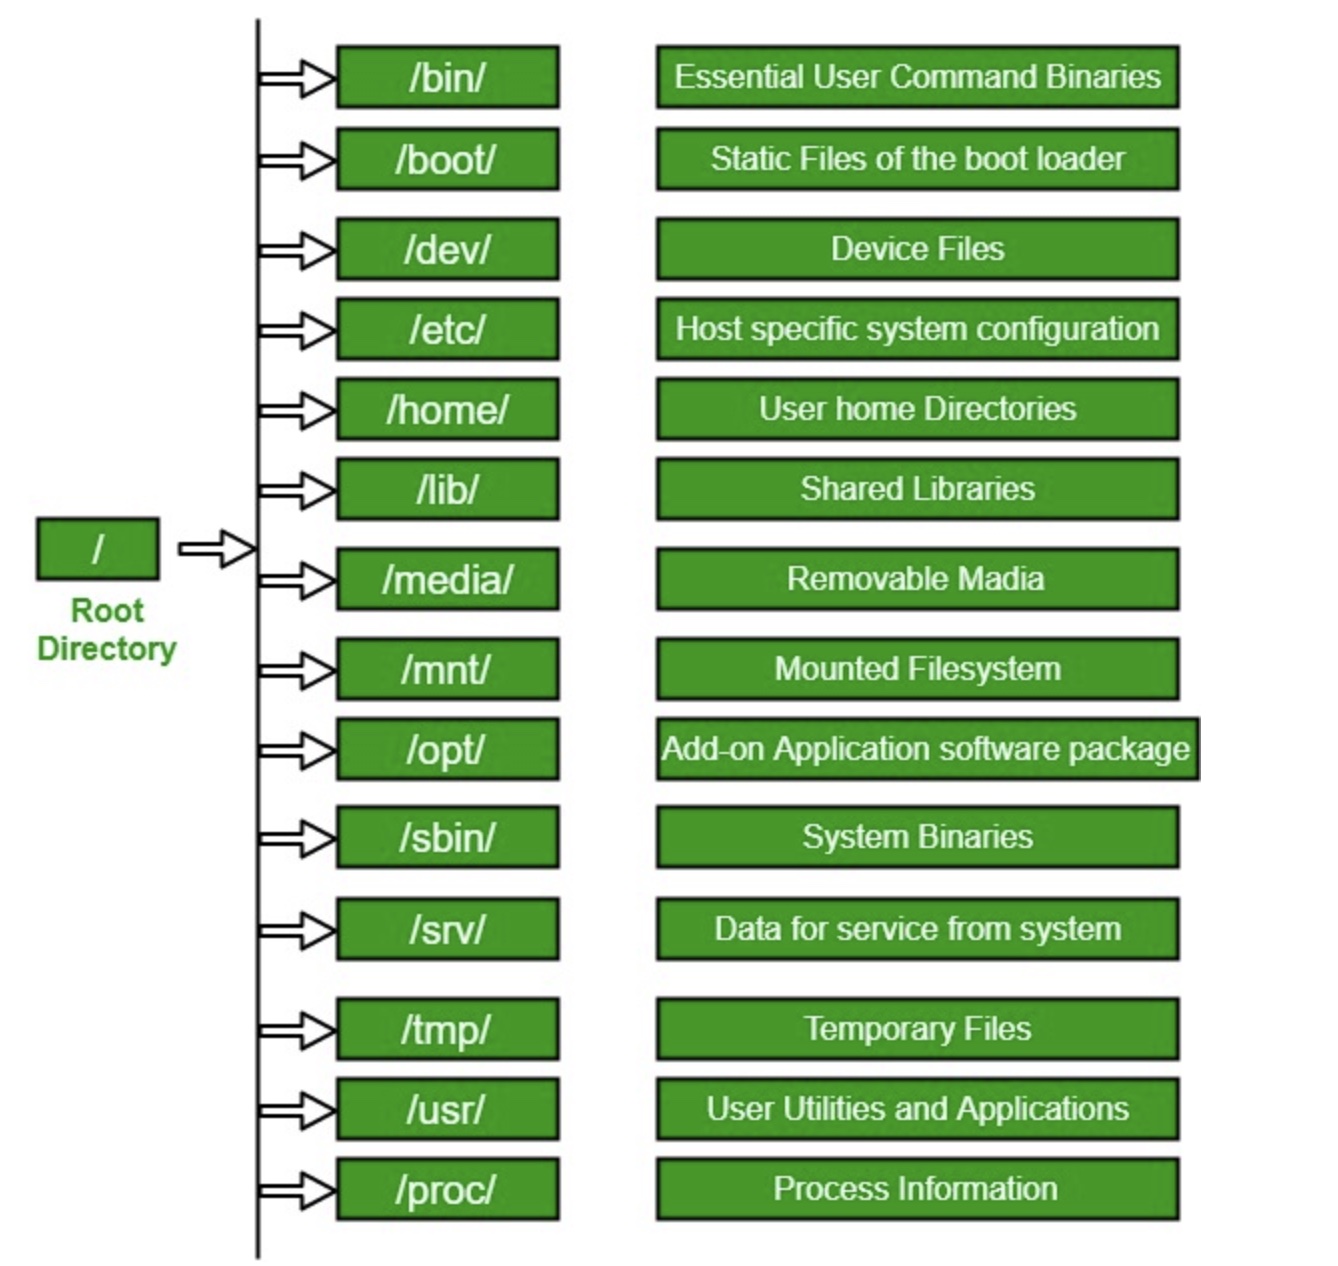 /bin/ Essential User Command Binaries
/boot/ Static Files of the boot loader
/dev/ Device Files
/etc/ Host specific system configuration
/home/ User home Directories
/lib/ Shared Libraries
/
Root
Directory
/media/ Removable Madia
/mnt/ Mounted Filesystem
/opt/ Add-on Application software package
/sbin/ System Binaries
/srv/ Data for service from system
/tmp/ Temporary Files
/usr/ User Utilities and Applications
/proc/ Process Information